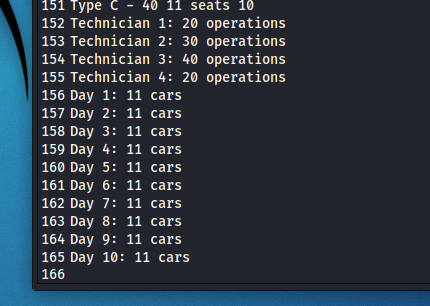 151 Type C - 40 11 seats 10
152 Technician 1: 20 operations
153 Technician 2: 30 operations
154 Technician 3: 40 operations
155 Technician 4: 20 operations
156 Day 1: 11 cars
157 Day 2: 11 cars
158 Day 3: 11 cars
159 Day 4: 11 cars
160 Day 5: 11 cars
161 Day 6: 11 cars
162 Day 7: 11 cars
163 Day 8: 11 cars
164 Day 9: 11 cars
165 Day 10: 11 cars
166